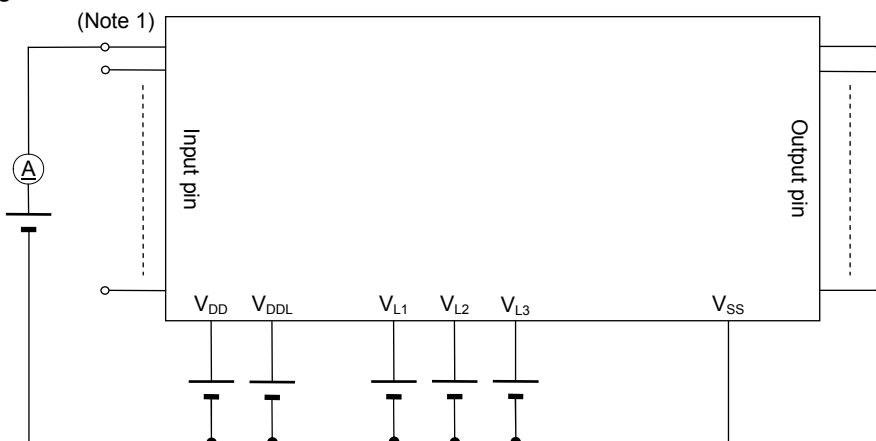 (Note 1)
A
Input pin
Output pin
VDD VDDL VL1 VL2 VL3 VSS